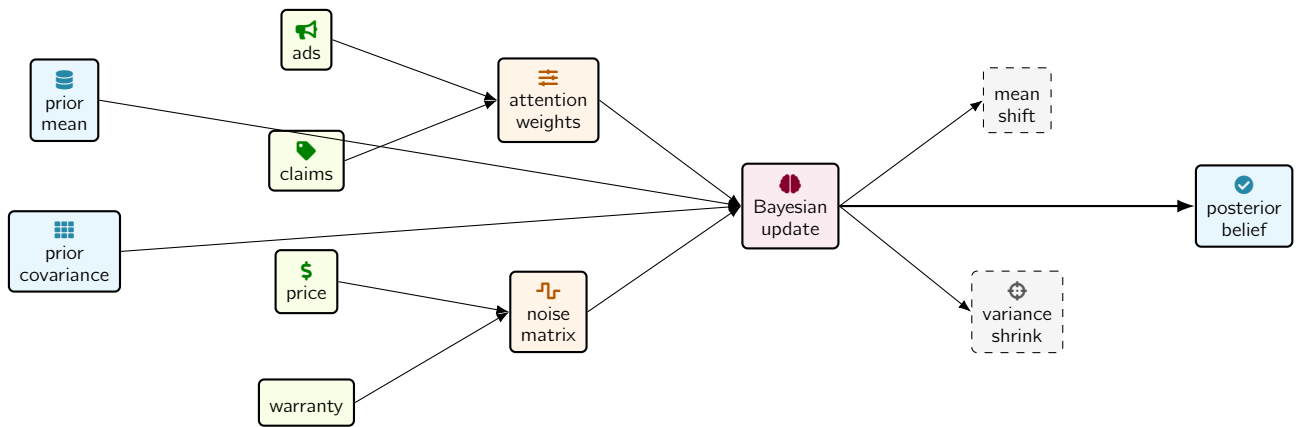 ads
prior
mean
attention
weights
mean
shift
claims
Bayesian
update
posterior
belief
prior
covariance
price
noise
matrix
variance
shrink
warranty